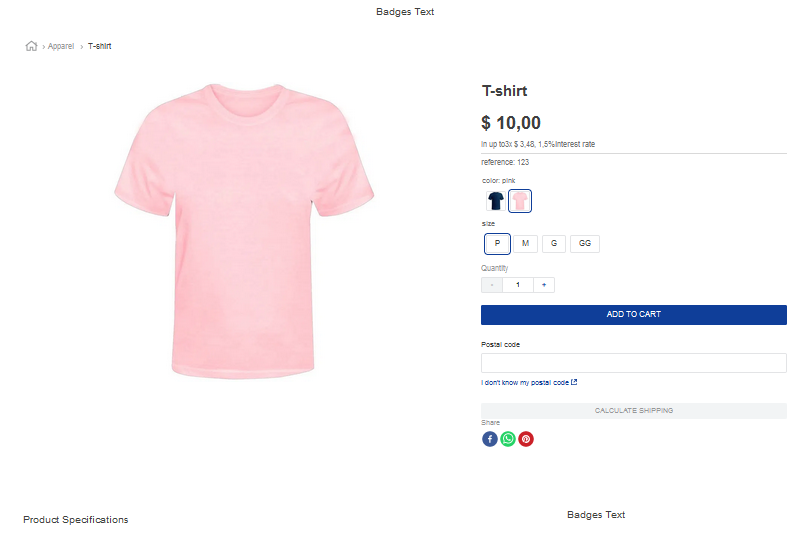 Badges Text
Apparel › T-shirt
T-shirt
$ 10,00
In up to3x $ 3,48, 1,5%Interest rate
reference: 123
color: pink
size
P M G GG
Quantity
- 1 +
ADD TO CART
Postal code
I don't know my postal code
CALCULATE SHIPPING
Share
Product Specifications
Badges Text